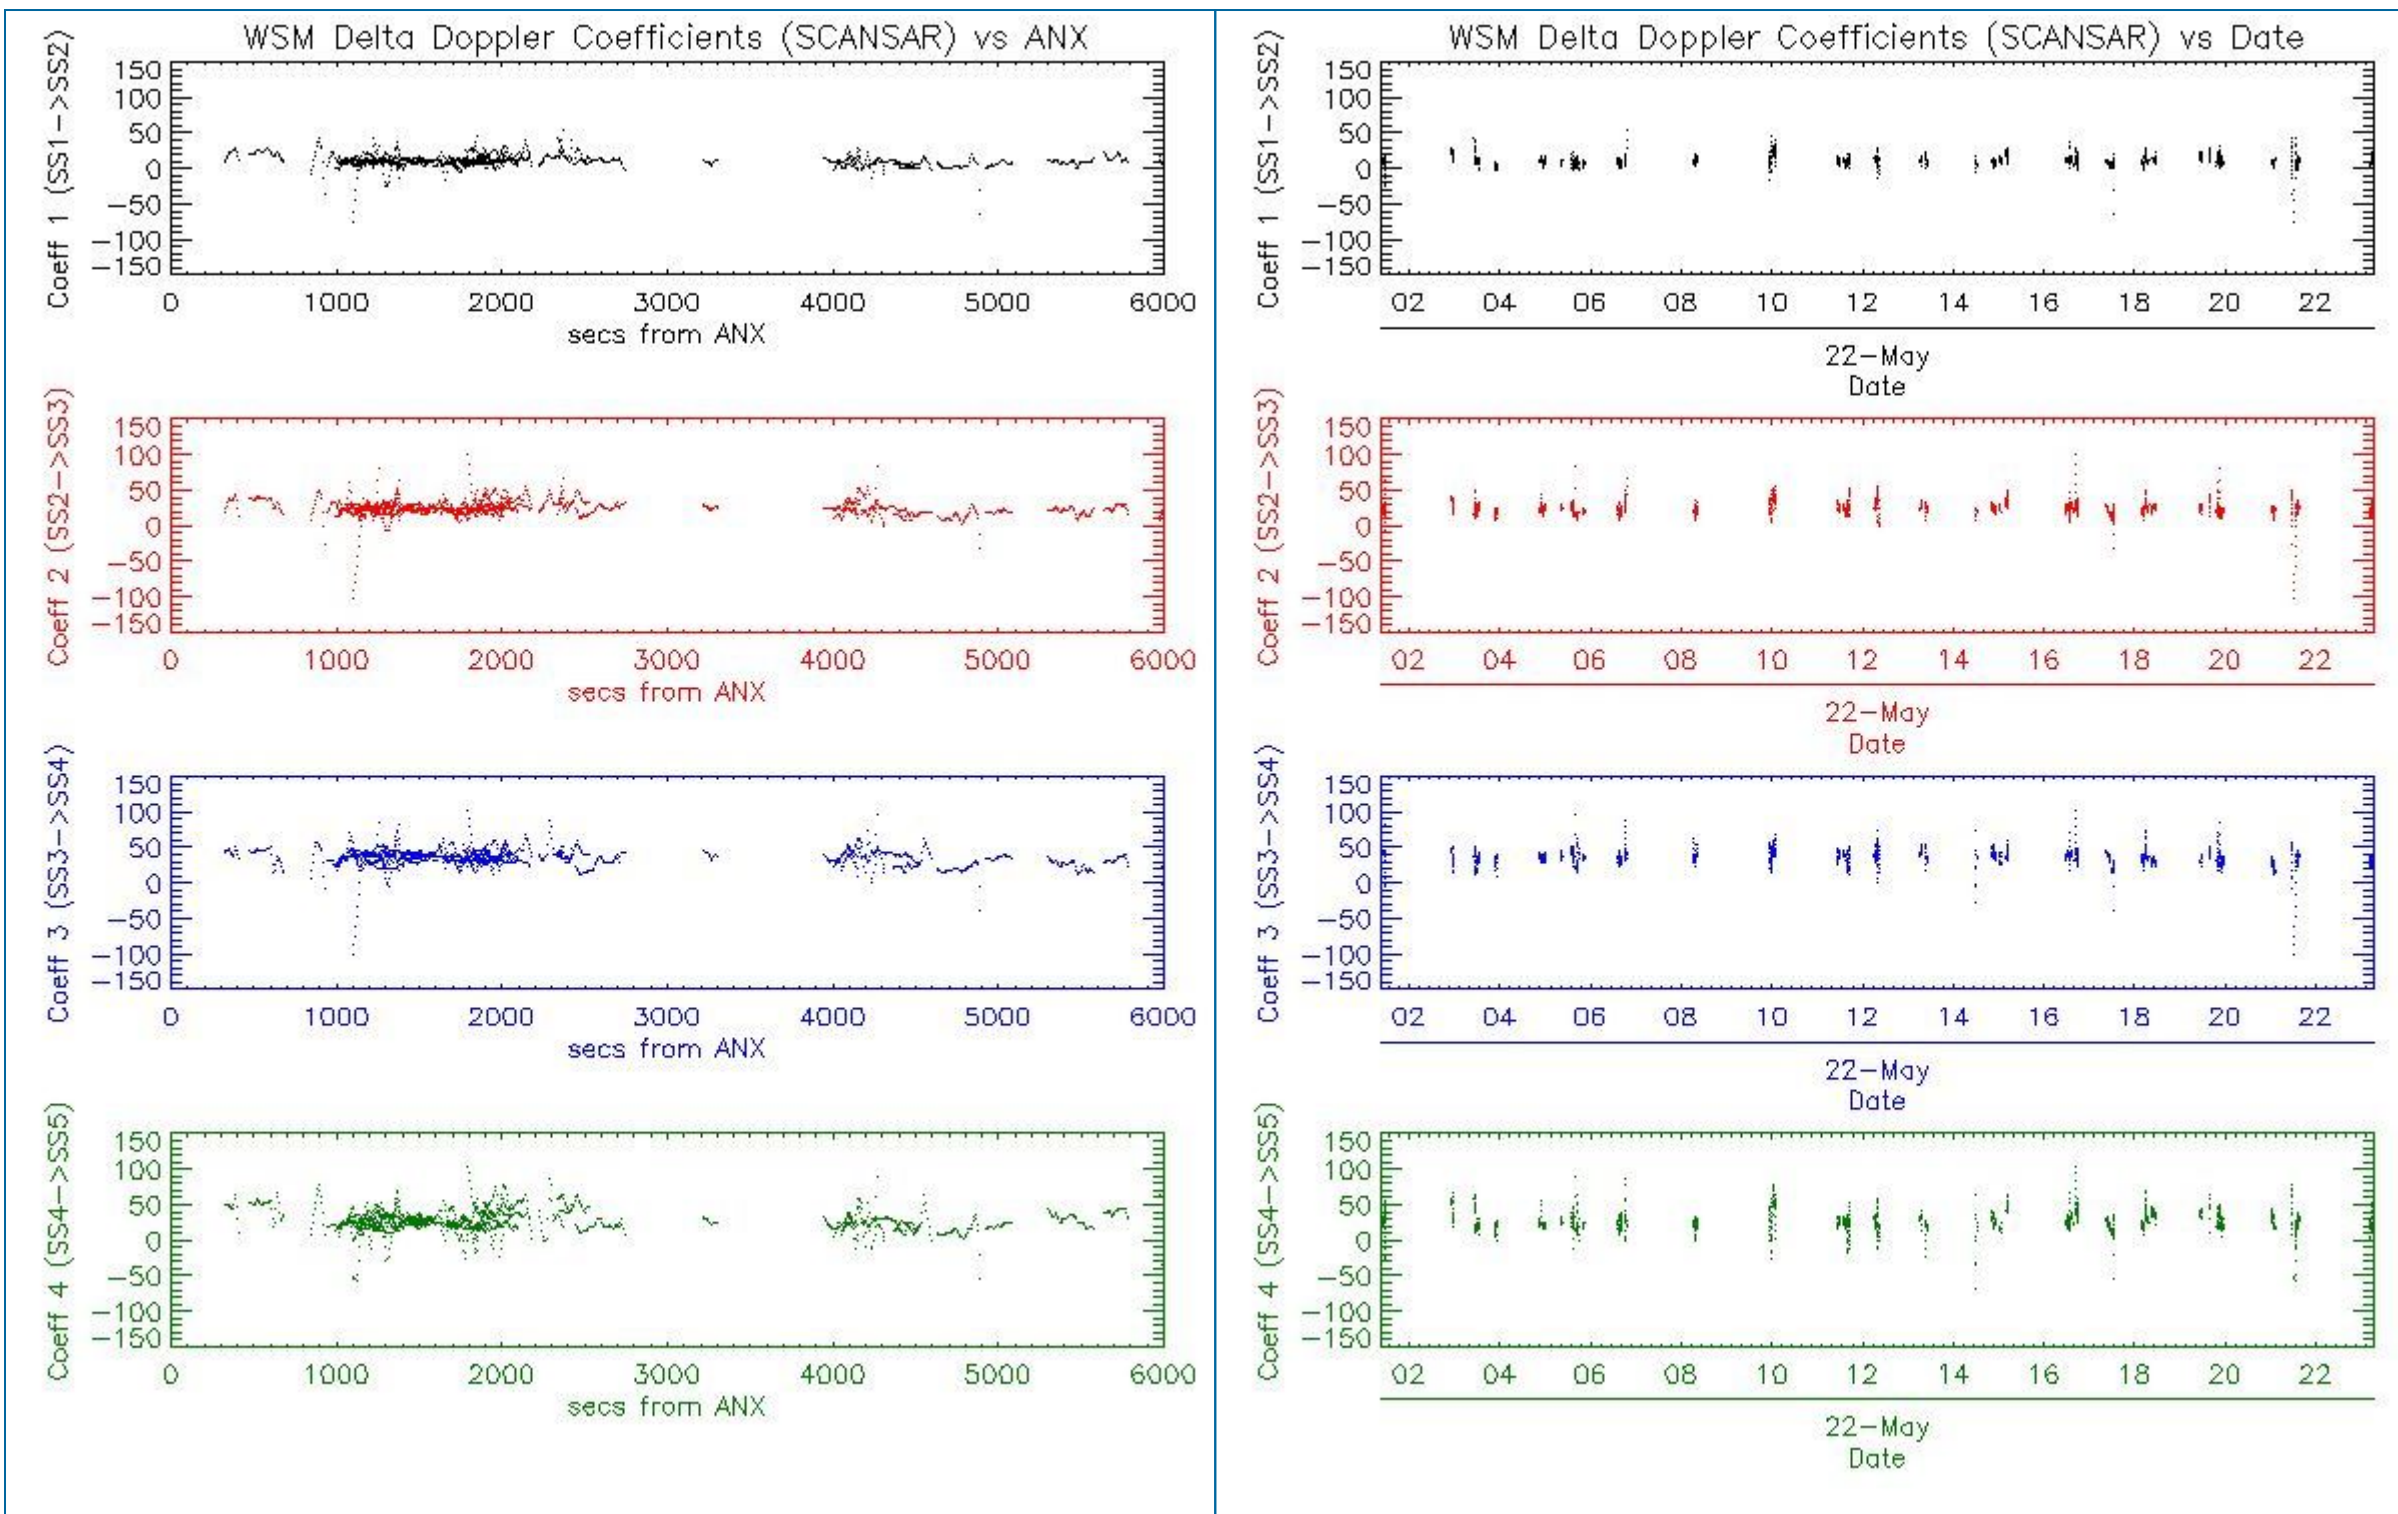 WSM Delta Doppler Coefficients (SCANSAR) vs ANX
Coeff 1 (SS1->SS2)
150
100
50
0
-50
-100
-150
0 1000 2000 3000 4000 5000 6000
secs from ANX
Coeff 2 (SS2->SS3)
150
100
50
0
-50
-100
-150
0 1000 2000 3000 4000 5000 6000
secs from ANX
Coeff 3 (SS3->SS4)
150
100
50
0
-50
-100
-150
0 1000 2000 3000 4000 5000 6000
secs from ANX
Coeff 4 (SS4->SS5)
150
100
50
0
-50
-100
-150
0 1000 2000 3000 4000 5000 6000
secs from ANX
WSM Delta Doppler Coefficients (SCANSAR) vs Date
Coeff 1 (SS1->SS2)
150
100
50
0
-50
-100
-150
02 04 06 08 10 12 14 16 18 20 22
22-May
Date
Coeff 2 (SS2->SS3)
150
100
50
0
-50
-100
-150
02 04 06 08 10 12 14 16 18 20 22
22-May
Date
Coeff 3 (SS3->SS4)
150
100
50
0
-50
-100
-150
02 04 06 08 10 12 14 16 18 20 22
22-May
Date
Coeff 4 (SS4->SS5)
150
100
50
0
-50
-100
-150
02 04 06 08 10 12 14 16 18 20 22
22-May
Date